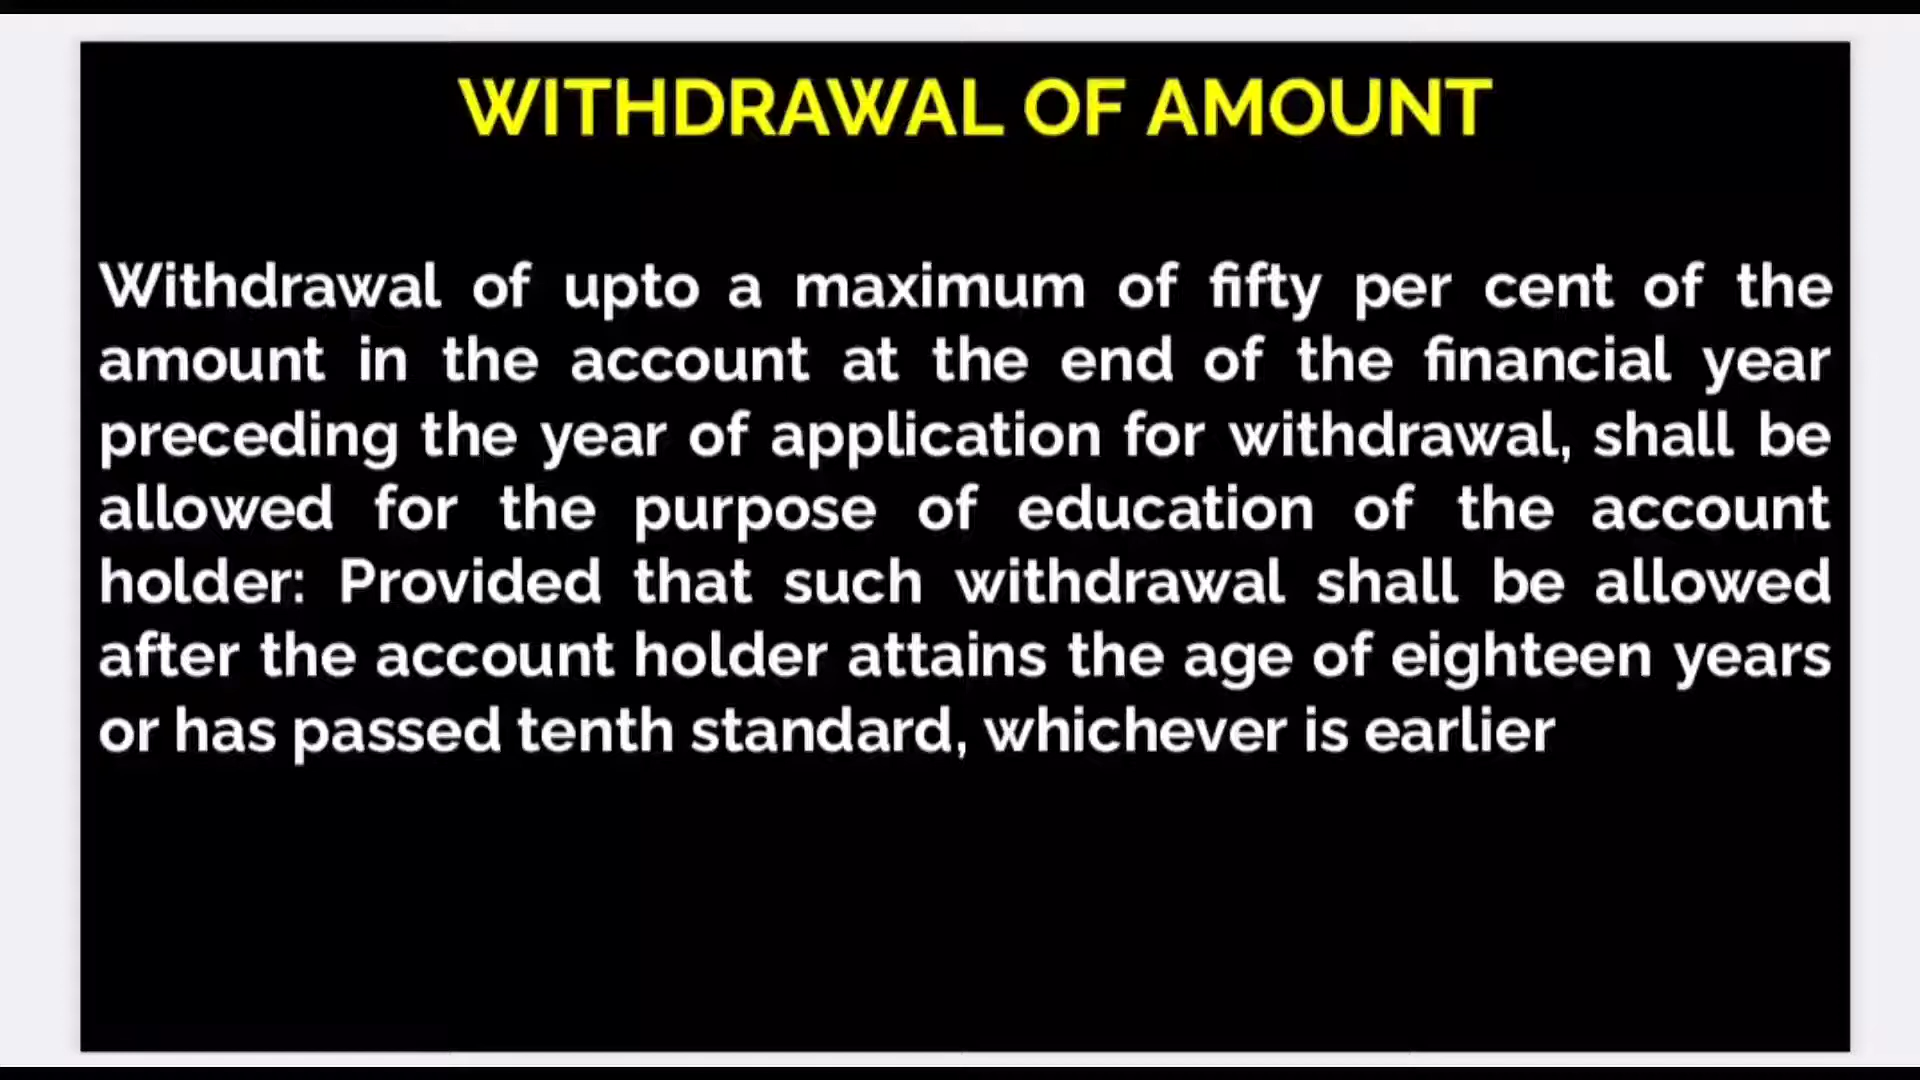 WITHDRAWAL OF AMOUNT
Withdrawal of upto a maximum of fifty per cent of the
amount in the account at the end of the financial year
preceding the year of application for withdrawal, shall be
allowed for the purpose of education of the account
holder: Provided that such withdrawal shall be allowed
after the account holder attains the age of eighteen years
or has passed tenth standard, whichever is earlier